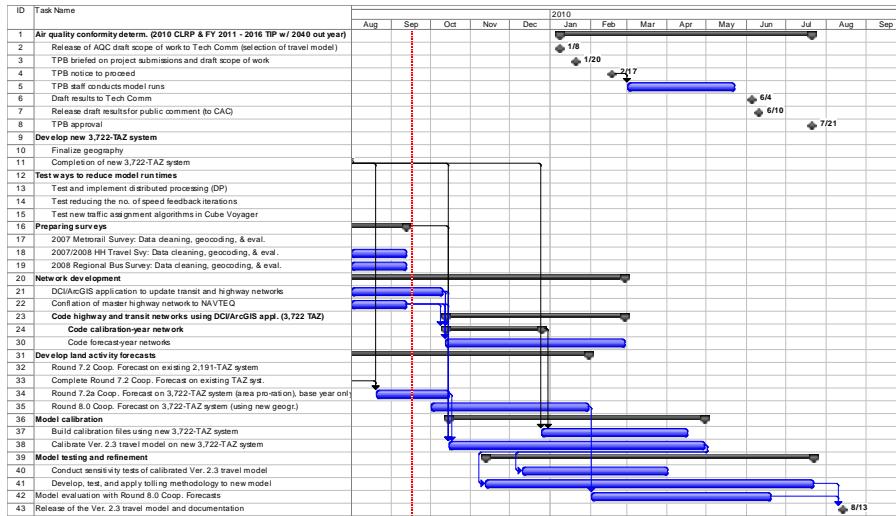 ID Task Name
2010
Aug Sep Oct Nov Dec Jan Feb Mar Apr May Jun Jul Aug Sep
1 Air quality conformity determ. (2010 CLRP & FY 2011 - 2016 TIP w/ 2040 out year)
2 Release of AQC draft scope of work to Tech Comm (selection of travel model) 1/8
3 TPB briefed on project submissions and draft scope of work 1/20
4 TPB notice to proceed 2/17
5 TPB staff conducts model runs
6 Draft results to Tech Comm 6/4
7 Release draft results for public comment (to CAC) 6/10
8 TPB approval 7/21
9 Develop new 3,722-TAZ system
10 Finalize geography
11 Completion of new 3,722-TAZ system
12 Test ways to reduce model run times
13 Test and implement distributed processing (DP)
14 Test reducing the no. of speed feedback iterations
15 Test new traffic assignment algorithms in Cube Voyager
16 Preparing surveys
17 2007 Metrorail Survey: Data cleaning, geocoding, & eval.
18 2007/2008 HH Travel Svy: Data cleaning, geocoding, & eval.
19 2008 Regional Bus Survey: Data cleaning, geocoding, & eval.
20 Network development
21 DCI/ArcGIS application to update transit and highway networks
22 Conflation of master highway network to NAVTEQ
23 Code highway and transit networks using DCI/ArcGIS appl. (3,722 TAZ)
24 Code calibration-year network
30 Code forecast-year networks
31 Develop land activity forecasts
32 Round 7.2 Coop. Forecast on existing 2,191-TAZ system
33 Complete Round 7.2 Coop. Forecast on existing TAZ syst.
34 Round 7.2a Coop. Forecast on 3,722-TAZ system (area pro-ration), base year only
35 Round 8.0 Coop. Forecast on 3,722-TAZ system (using new geogr.)
36 Model calibration
37 Build calibration files using new 3,722-TAZ system
38 Calibrate Ver. 2.3 travel model on new 3,722-TAZ system
39 Model testing and refinement
40 Conduct sensitivity tests of calibrated Ver. 2.3 travel model
41 Develop, test, and apply tolling methodology to new model
42 Model evaluation with Round 8.0 Coop. Forecasts
43 Release of the Ver. 2.3 travel model and documentation 8/13